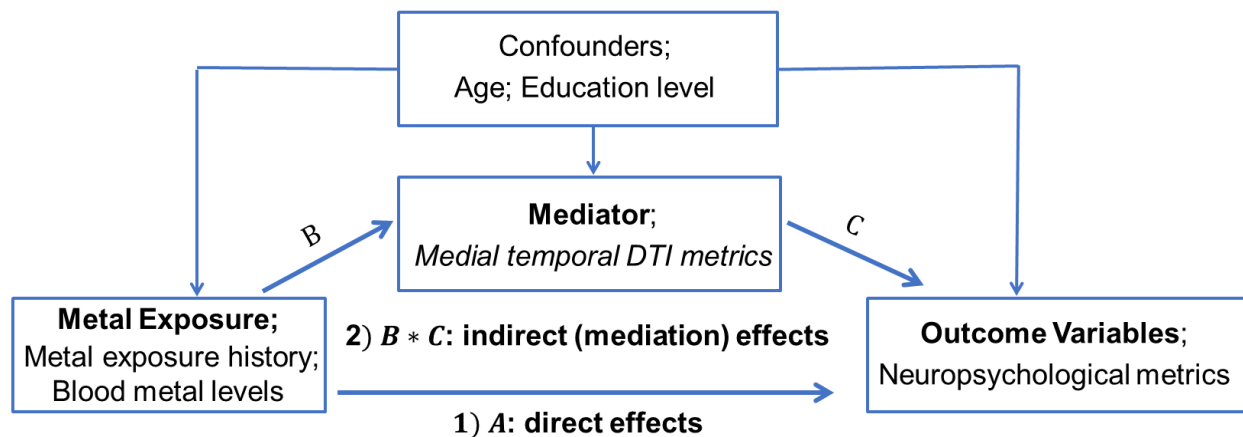 Confounders;
Age; Education level
Mediator;
Medial temporal DTI metrics
B
C
Metal Exposure;
Metal exposure history;
Blood metal levels
2) B * C: indirect (mediation) effects
1) A: direct effects
Outcome Variables;
Neuropsychological metrics